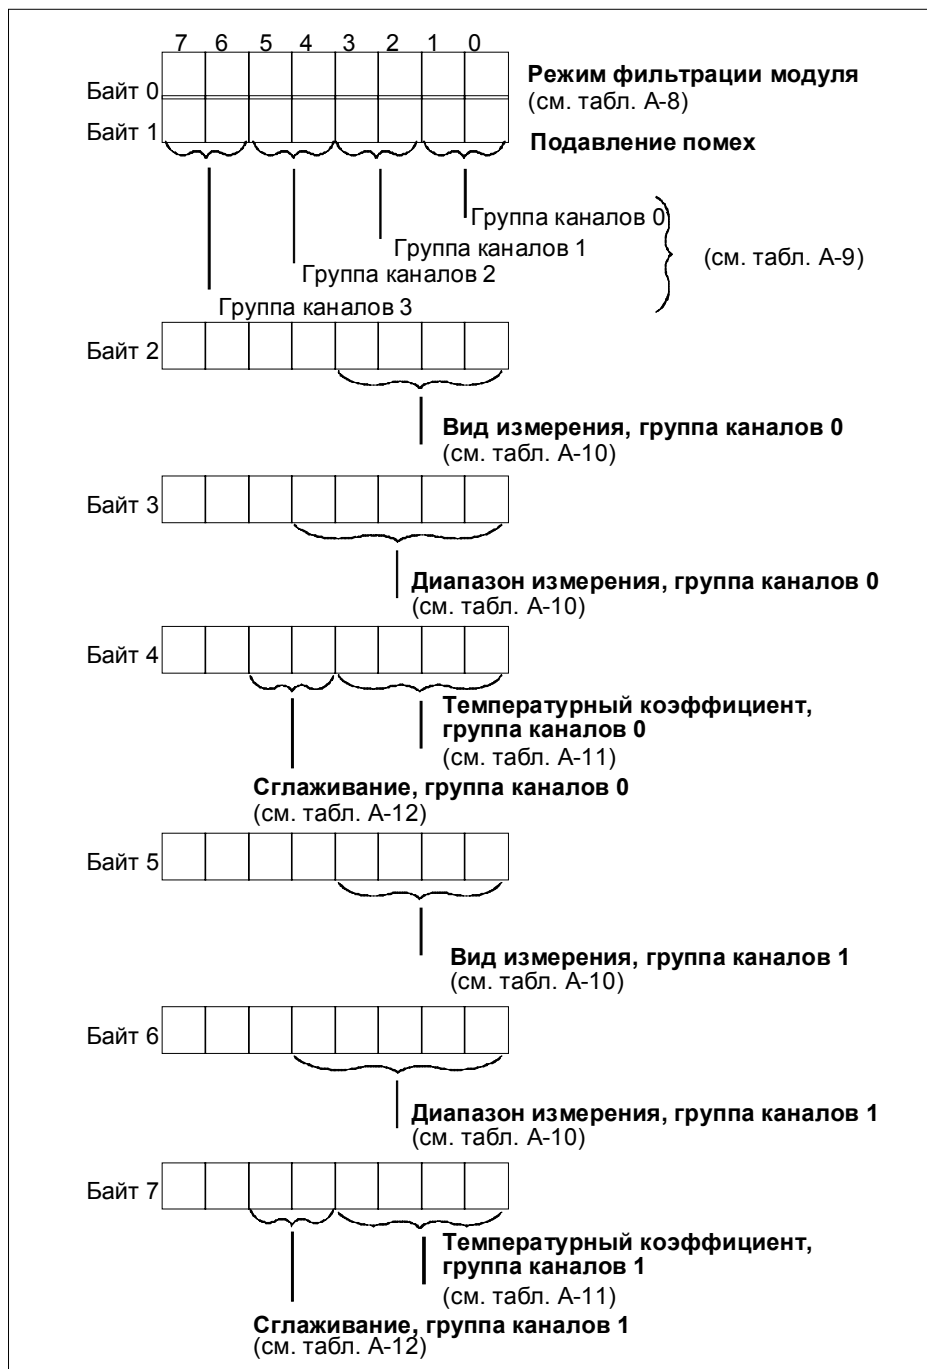 7 6 5 4 3 2 1 0
Байт 0
Режим фильтрации модуля
(см. табл. А-8)
Байт 1
Подавление помех
Группа каналов 0
Группа каналов 1
(см. табл. А-9)
Группа каналов 2
Группа каналов 3
Байт 2
Вид измерения, группа каналов 0
(см. табл. А-10)
Байт 3
Диапазон измерения, группа каналов 0
(см. табл. А-10)
Байт 4
Температурный коэффициент,
группа каналов 0
(см. табл. А-11)
Сглаживание, группа каналов 0
(см. табл. А-12)
Байт 5
Вид измерения, группа каналов 1
(см. табл. А-10)
Байт 6
Диапазон измерения, группа каналов 1
(см. табл. А-10)
Байт 7
Температурный коэффициент,
группа каналов 1
(см. табл. А-11)
Сглаживание, группа каналов 1
(см. табл. А-12)